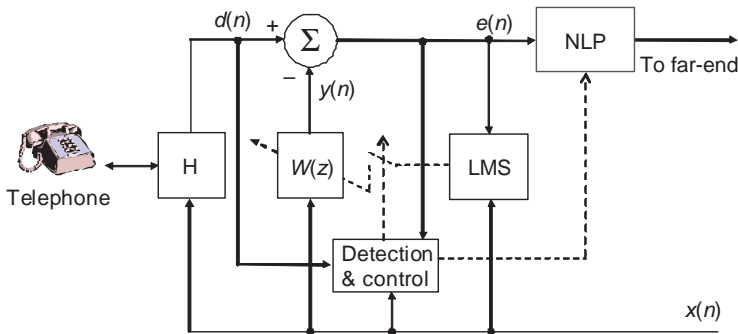 d(n)
+
Σ
e(n)
NLP
−
y(n)
To far-end
H
W(z)
LMS
Telephone
Detection
& control
x(n)